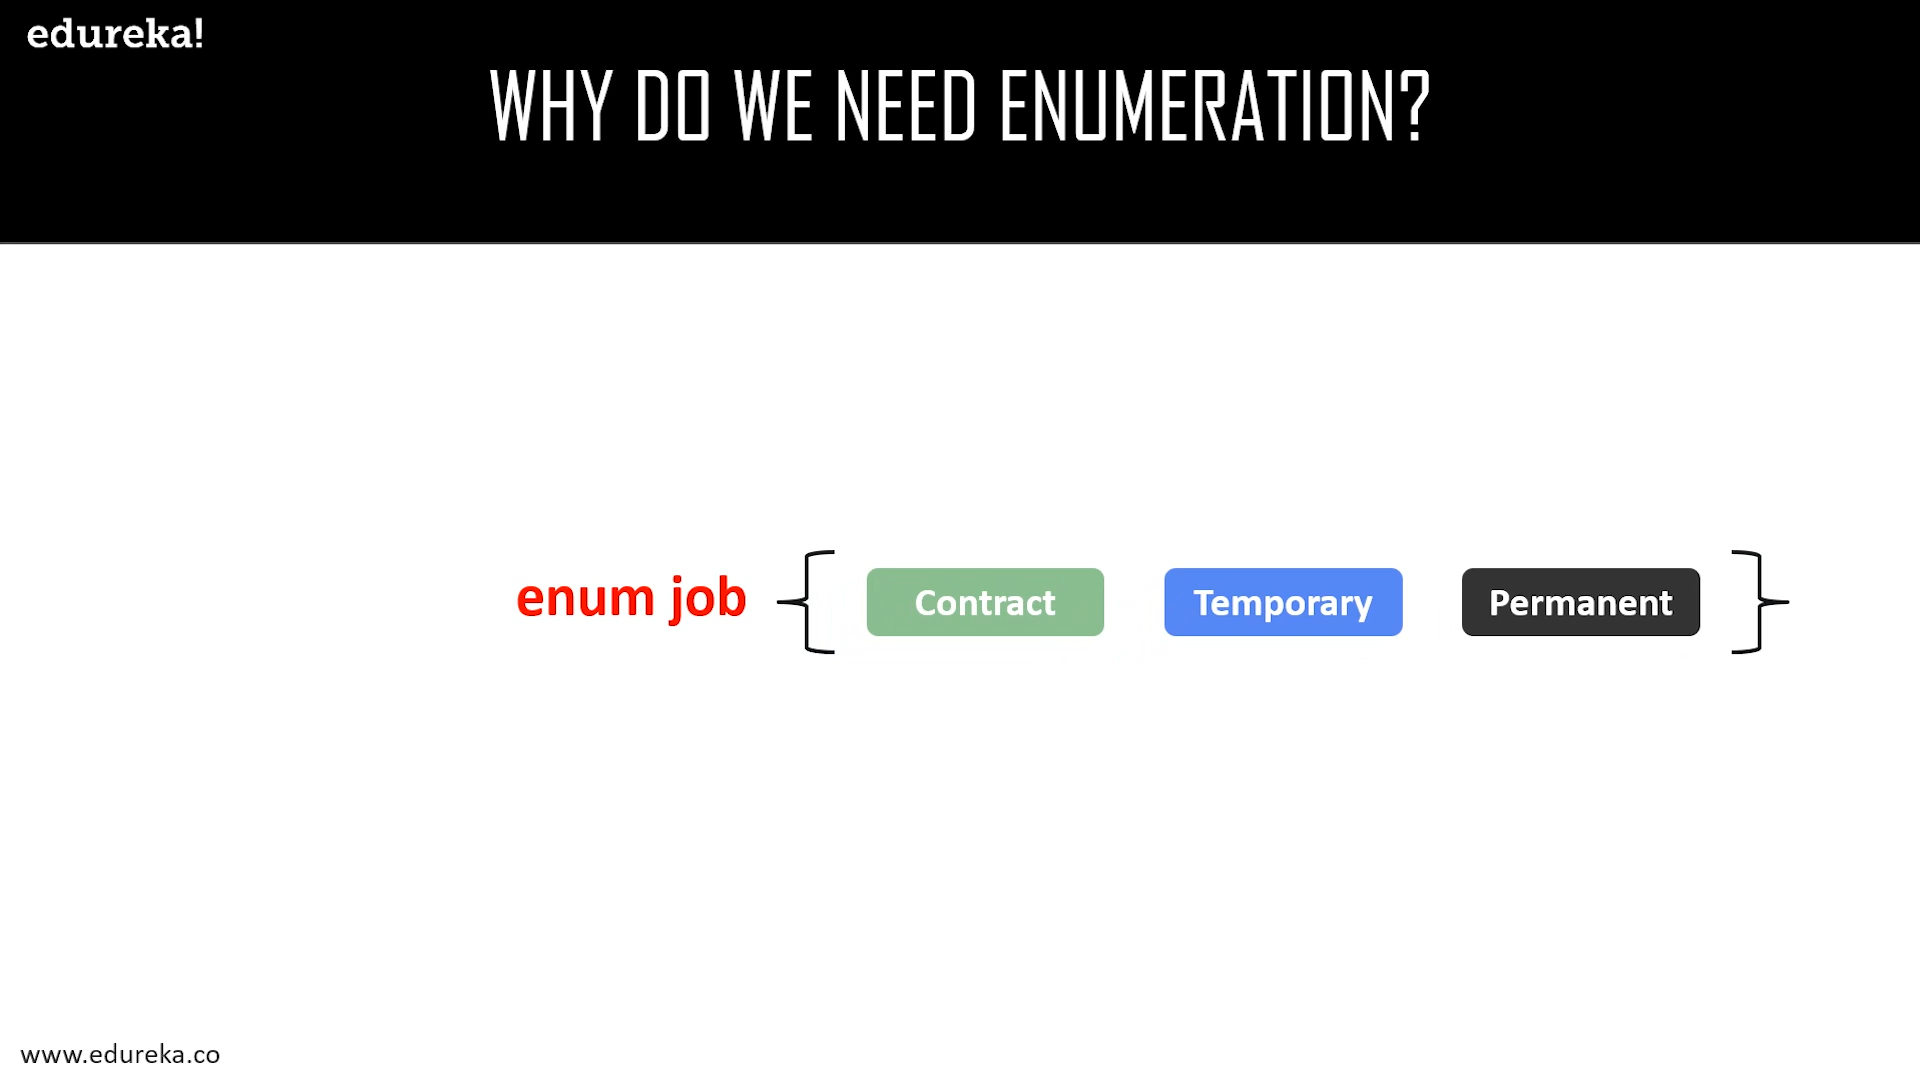 edureka!
WHY DO WE NEED ENUMERATION?
enum job { Contract Temporary Permanent }
www.edureka.co